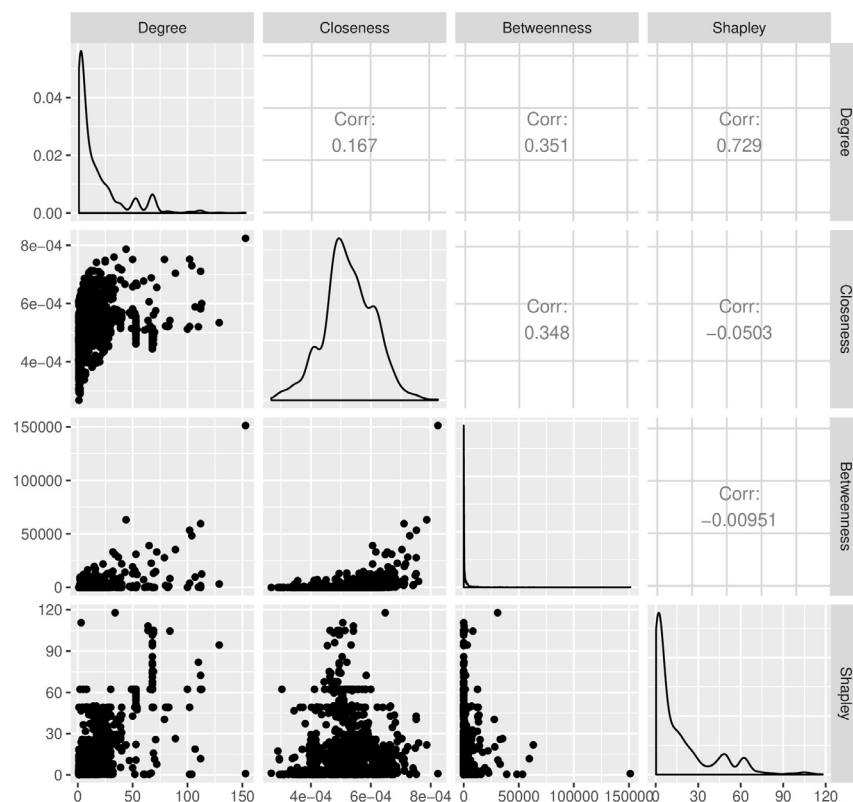 Degree Closeness Betweenness Shapley
0.04
0.02
0.00
Corr:
0.167
Corr:
0.351
Corr:
0.729
Degree
8e−04
6e−04
4e−04
Corr:
0.348
Corr:
−0.0503
Closeness
150000
100000
50000
0
Corr:
−0.00951
Betweenness
120
90
60
30
0
Shapley
0 50 100 150
4e−04 6e−04 8e−04
0 50000 100000 150000
0 30 60 90 120